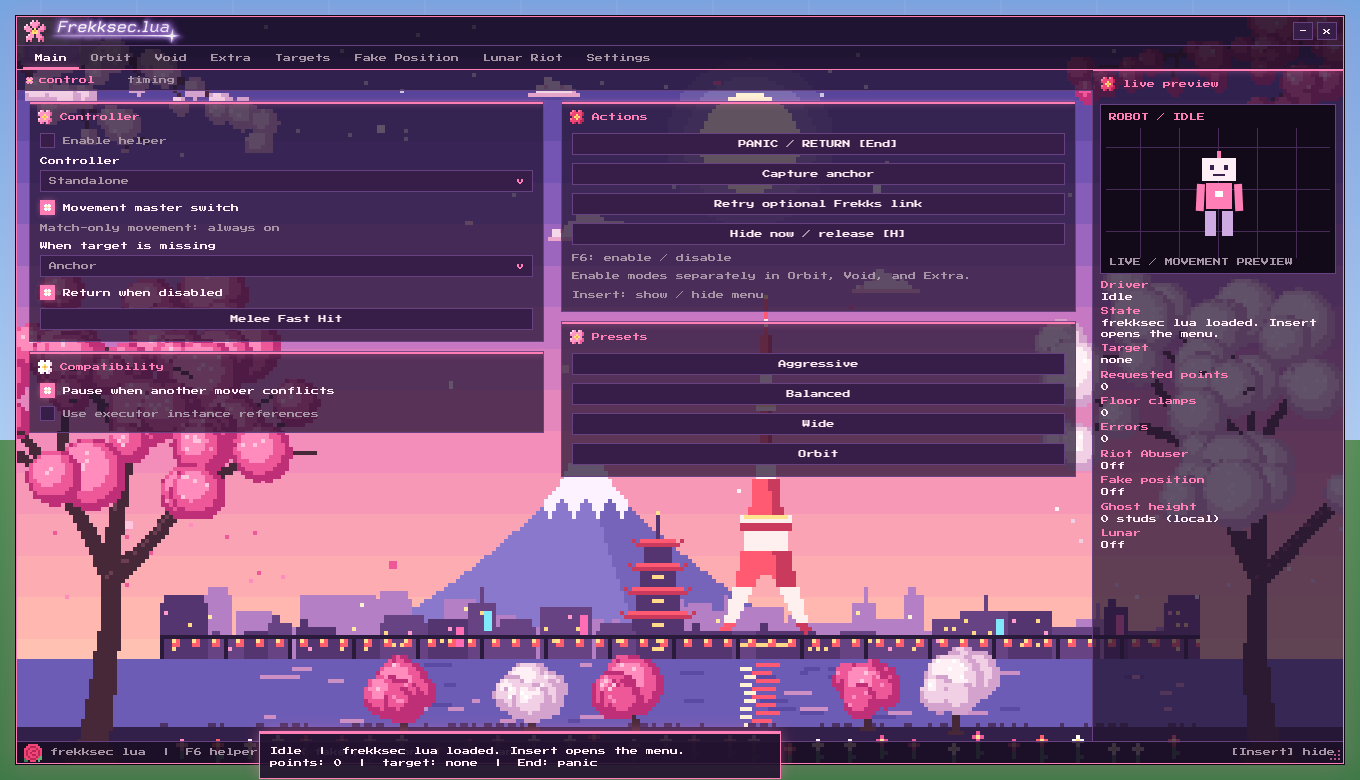 Frekksec.lua
- x
Main Orbit Void Extra Targets Fake Position Lunar Riot Settings
control timing
Controller
Enable helper
Controller
Standalone v
Movement master switch
Match-only movement: always on
When target is missing
Anchor v
Return when disabled
Melee Fast Hit
Compatibility
Pause when another mover conflicts
Use executor instance references
Actions
PANIC / RETURN [End]
Capture anchor
Retry optional Frekks link
Hide now / release [H]
F6: enable / disable
Enable modes separately in Orbit, Void, and Extra.
Insert: show / hide menu
Presets
Aggressive
Balanced
Wide
Orbit
live preview
ROBOT / IDLE
LIVE / MOVEMENT PREVIEW
Driver
Idle
State
frekksec lua loaded. Insert
opens the menu.
Target
none
Requested points
0
Floor clamps
0
Errors
0
Riot Abuser
Off
Fake position
Off
Ghost height
0 studs (local)
Lunar
Off
frekksec lua | F6 helper
Idle | frekksec lua loaded. Insert opens the menu.
points: 0 | target: none | End: panic
[Insert] hide